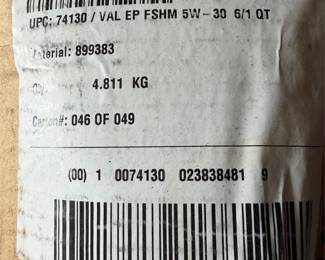 UPC: 74130 / VAL EP FSHM 5W-30 6/1 QT
Material: 899383
4.811 KG
Carton#: 046 OF 049
(00) 1 0074130 023838481 9